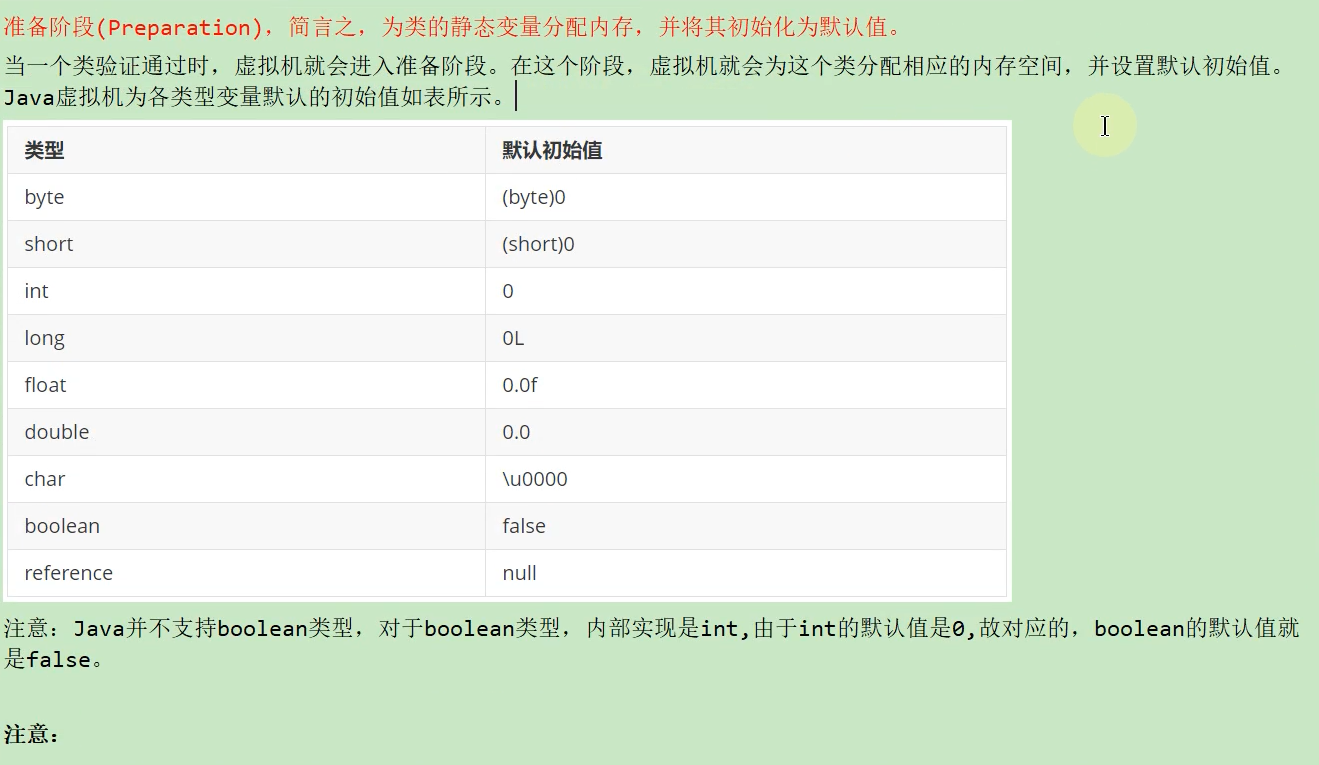 准备阶段(Preparation)，简言之，为类的静态变量分配内存，并将其初始化为默认值。
当一个类验证通过时，虚拟机就会进入准备阶段。在这个阶段，虚拟机就会为这个类分配相应的内存空间，并设置默认初始值。
Java虚拟机为各类型变量默认的初始值如表所示。
类型 默认初始值
byte (byte)0
short (short)0
int 0
long 0L
float 0.0f
double 0.0
char \u0000
boolean false
reference null
注意：Java并不支持boolean类型，对于boolean类型，内部实现是int,由于int的默认值是0,故对应的，boolean的默认值就
是false。
注意：